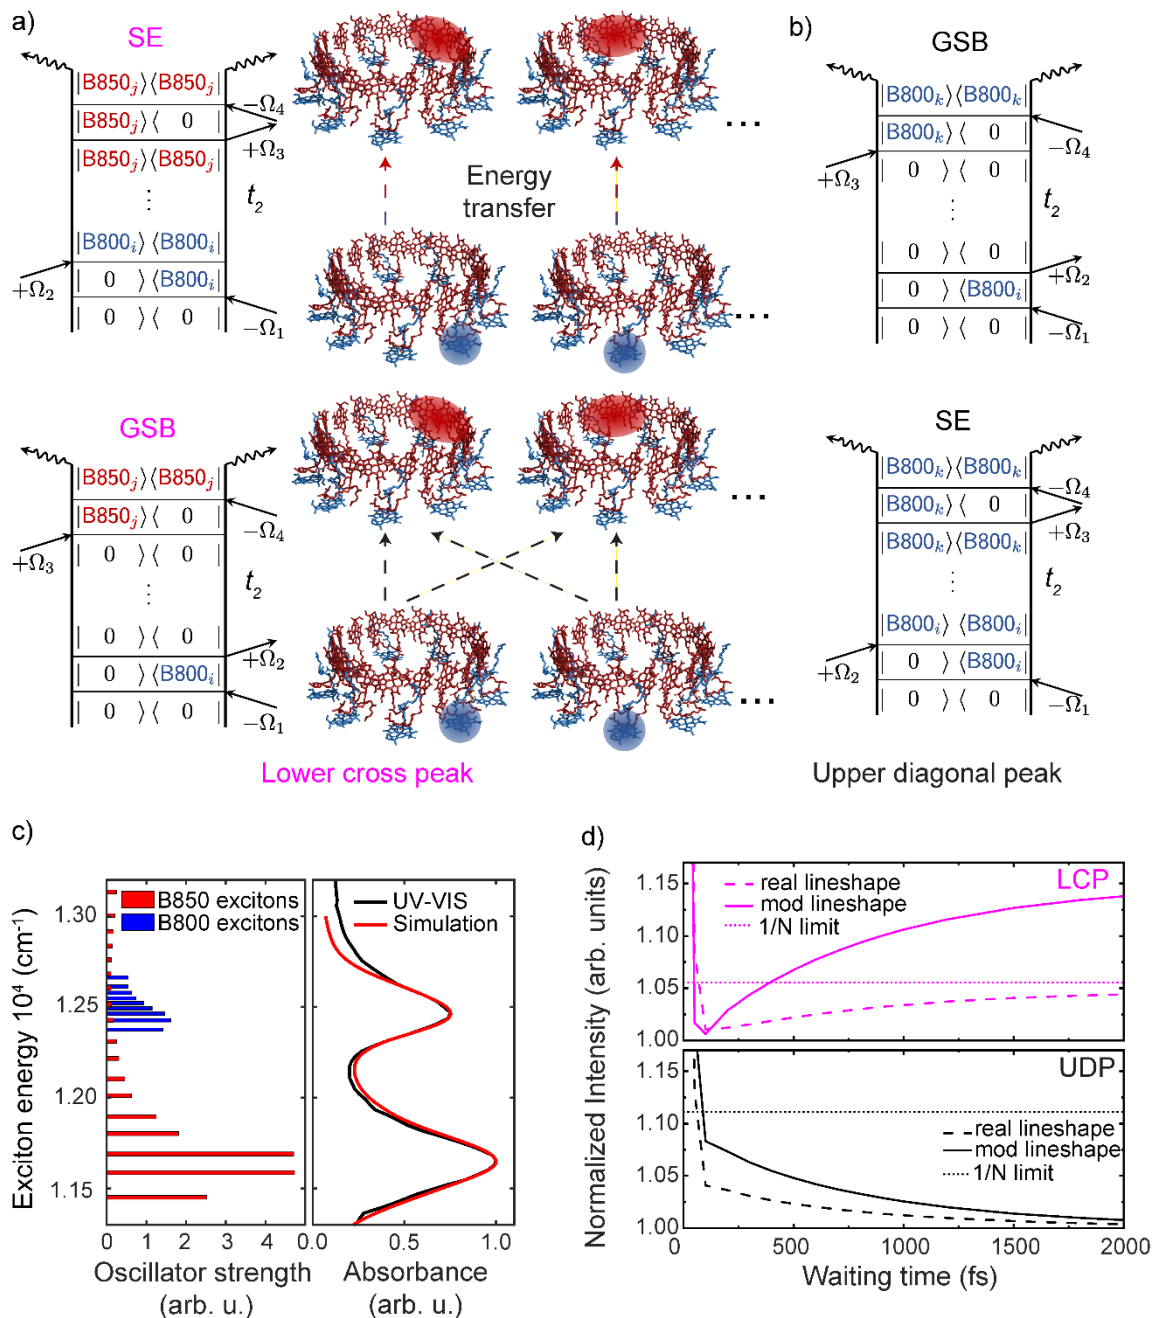 a)
SE
|B850j⟩⟨B850j|
−Ω4
|B850j⟩⟨ 0 |
+Ω3
|B850j⟩⟨B850j|
t2
⋮
|B800i⟩⟨B800i|
+Ω2
| 0 ⟩⟨B800i|
−Ω1
| 0 ⟩⟨ 0 |
Energy
transfer
...
...
GSB
|B850j⟩⟨B850j|
−Ω4
|B850j⟩⟨ 0 |
+Ω3
| 0 ⟩⟨ 0 |
t2
⋮
| 0 ⟩⟨ 0 |
+Ω2
| 0 ⟩⟨B800i|
−Ω1
| 0 ⟩⟨ 0 |
...
...
Lower cross peak
b)
GSB
|B800k⟩⟨B800k|
−Ω4
|B800k⟩⟨ 0 |
+Ω3
| 0 ⟩⟨ 0 |
t2
⋮
| 0 ⟩⟨ 0 |
+Ω2
| 0 ⟩⟨B800i|
−Ω1
| 0 ⟩⟨ 0 |
SE
|B800k⟩⟨B800k|
−Ω4
|B800k⟩⟨ 0 |
+Ω3
|B800k⟩⟨B800k|
t2
⋮
|B800i⟩⟨B800i|
+Ω2
| 0 ⟩⟨B800i|
−Ω1
| 0 ⟩⟨ 0 |
Upper diagonal peak
c)
Exciton energy 10⁴ (cm⁻¹)
1.30
1.25
1.20
1.15
B850 excitons
B800 excitons
0 1 2 3 4
Oscillator strength
(arb. u.)
UV-VIS
Simulation
0.0 0.5 1.0
Absorbance
(arb. u.)
d)
Normalized Intensity (arb. units)
1.15
1.10
1.05
1.00
LCP
real lineshape
mod lineshape
1/N limit
1.15
1.10
1.05
1.00
UDP
real lineshape
mod lineshape
1/N limit
0 500 1000 1500 2000
Waiting time (fs)